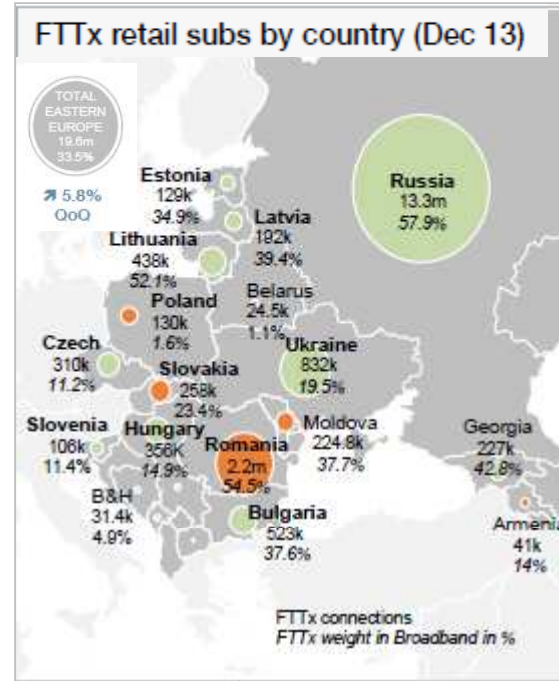 FTTx retail subs by country (Dec 13)
TOTAL
EASTERN
EUROPE
19.6m
33.5%
5.8%
QoQ
Estonia
129k
34.9%
Russia
13.3m
57.9%
Latvia
192k
39.4%
Lithuania
438k
52.1%
Belarus
24.5k
1.1%
Poland
130k
1.6%
Czech
310k
11.2%
Ukraine
832k
19.5%
Slovakia
258k
23.4%
Slovenia
106k
11.4%
Hungary
356K
14.9%
Romania
2.2m
54.5%
Moldova
224.8k
37.7%
Georgia
227k
42.8%
B&H
31.4k
4.9%
Bulgaria
523k
37.6%
Armenia
41k
14%
FTTx connections
FTTx weight in Broadband in %